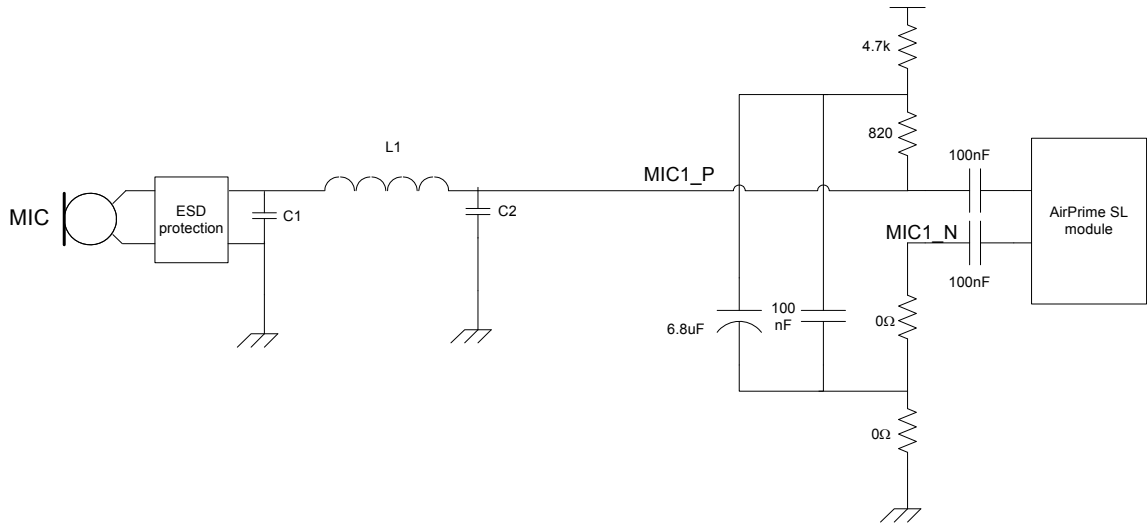 4.7k
820
L1
100nF
MIC1_P
MIC
ESD
protection
C1
C2
AirPrime SL
module
MIC1_N
100nF
6.8uF
100
nF
0Ω
0Ω